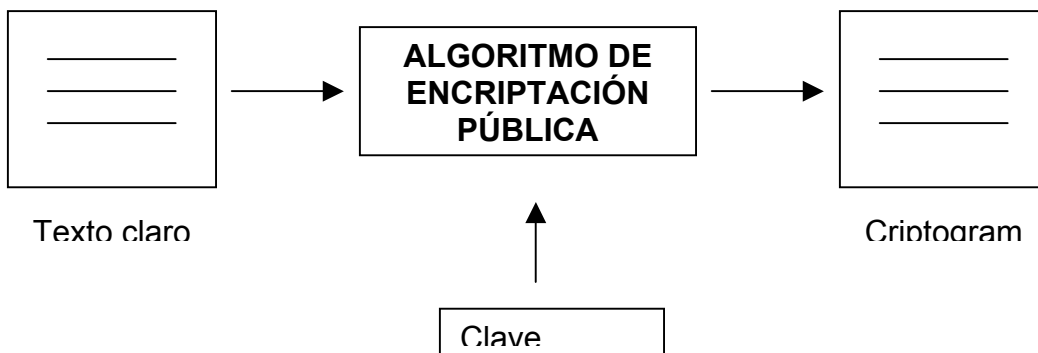 ALGORITMO DE
ENCRIPTACIÓN
PÚBLICA
Texto claro
Criptogram
Clave